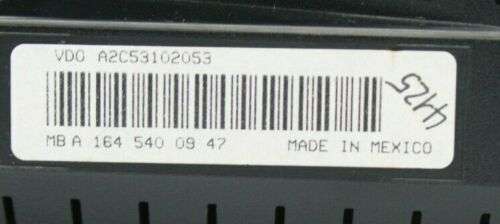 VDO A2C53102053
4425
MB A 164 540 09 47 MADE IN MEXICO